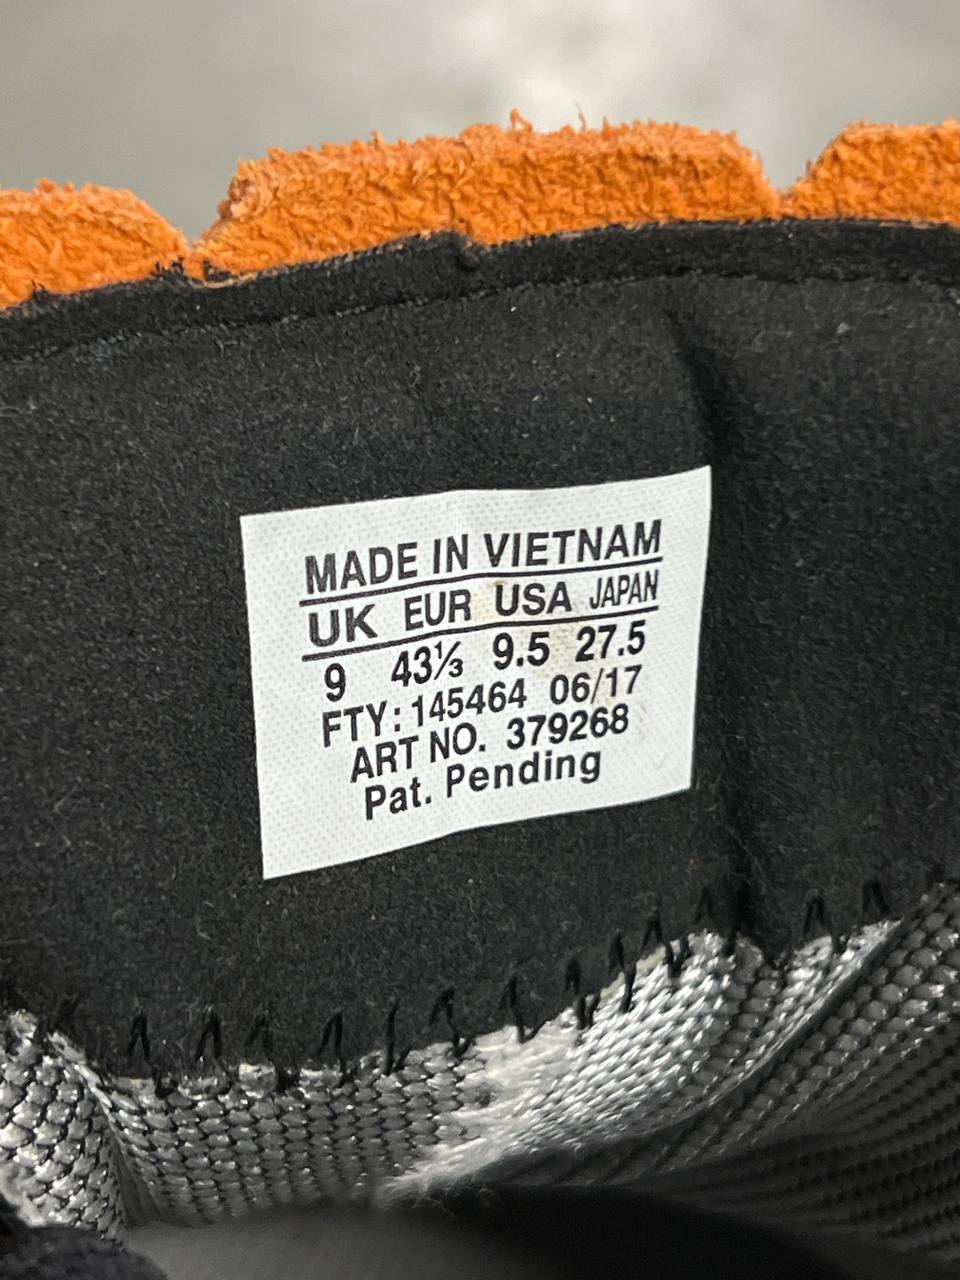 MADE IN VIETNAM
UK EUR USA JAPAN
9 43⅓ 9.5 27.5
FTY: 145464 06/17
ART NO. 379268
Pat. Pending